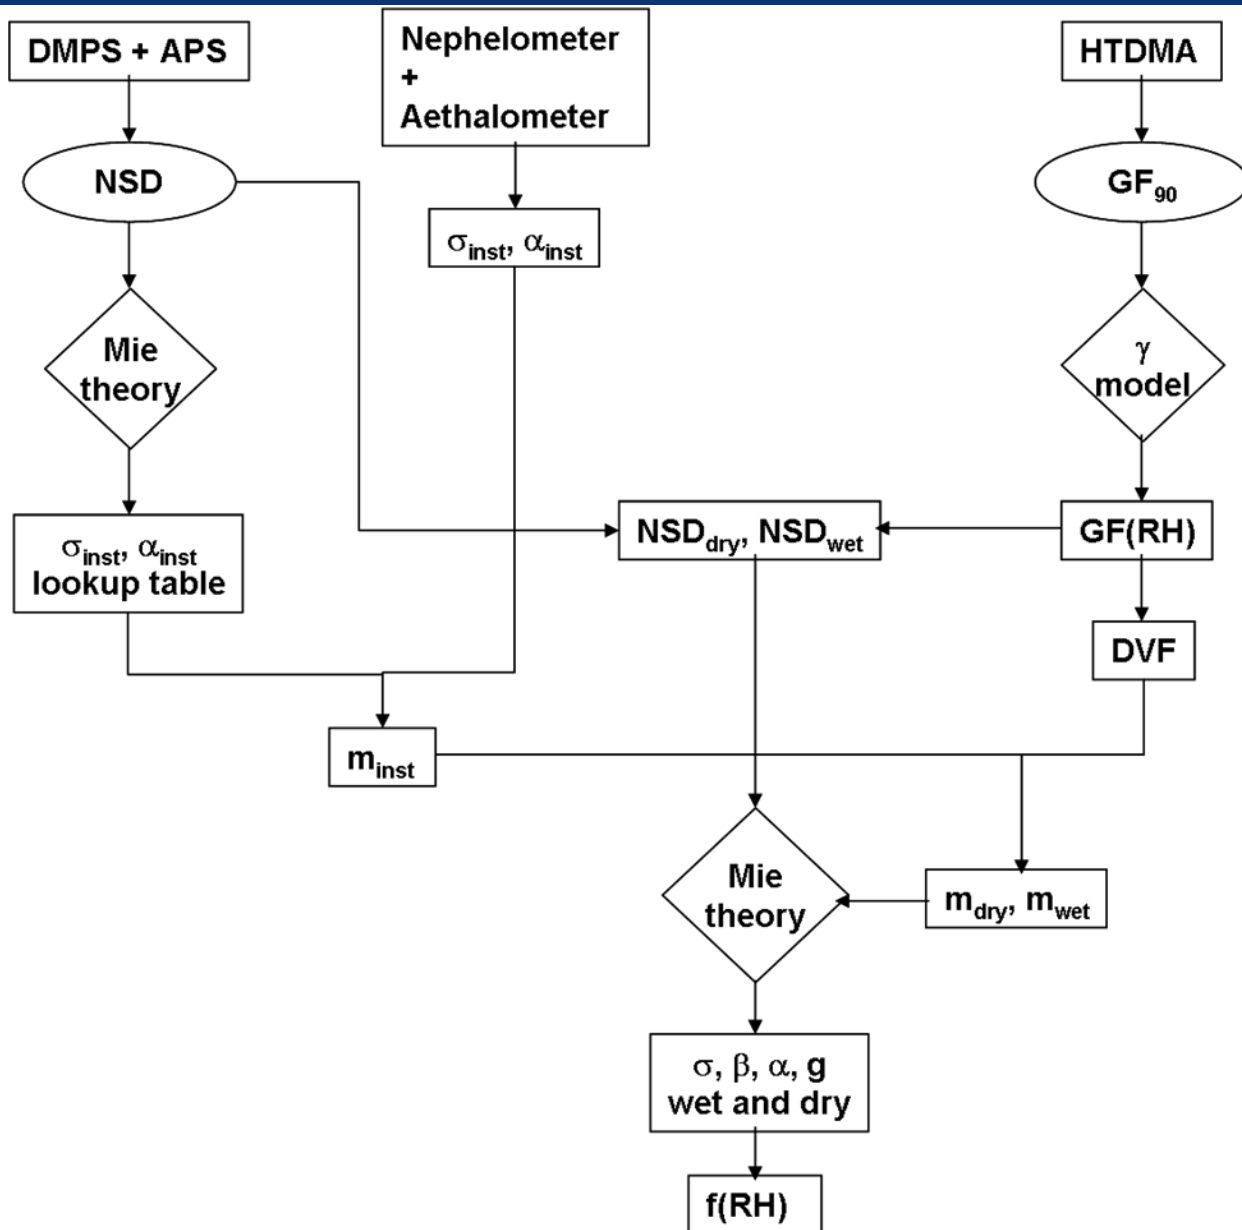 DMPS + APS
Nephelometer
+
Aethalometer
HTDMA
NSD
GF₉₀
σinst, αinst
Mie
theory
γ
model
σinst, αinst
lookup table
NSDdry, NSDwet
GF(RH)
DVF
minst
Mie
theory
mdry, mwet
σ, β, α, g
wet and dry
f(RH)